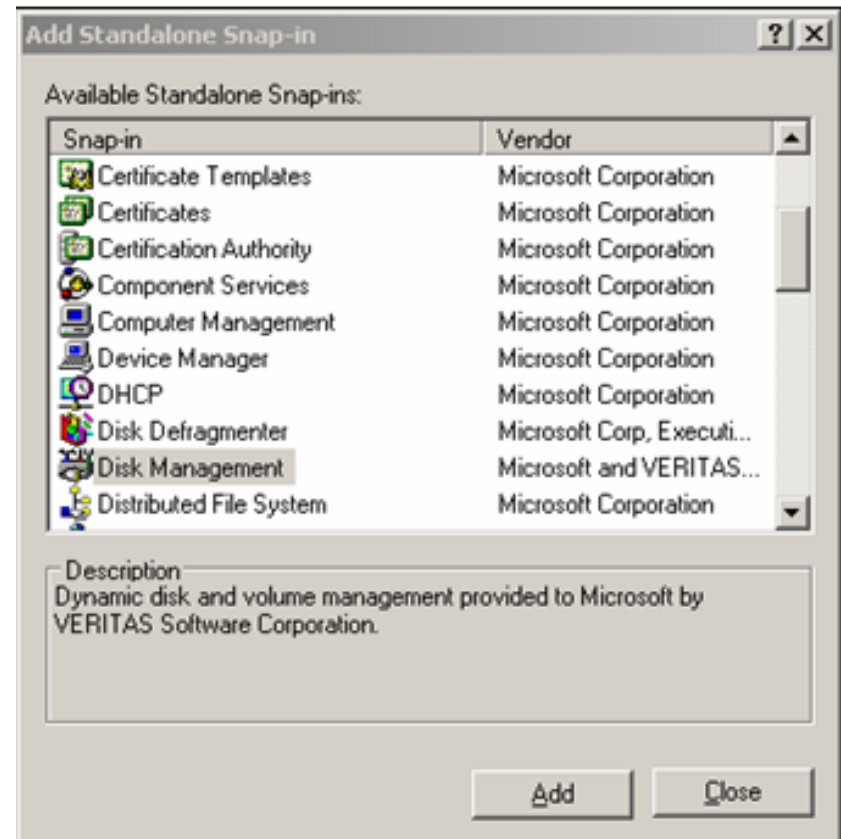 Add Standalone Snap-in
Available Standalone Snap-ins:
Snap-in Vendor
Certificate Templates Microsoft Corporation
Certificates Microsoft Corporation
Certification Authority Microsoft Corporation
Component Services Microsoft Corporation
Computer Management Microsoft Corporation
Device Manager Microsoft Corporation
DHCP Microsoft Corporation
Disk Defragmenter Microsoft Corp, Executi...
Disk Management Microsoft and VERITAS...
Distributed File System Microsoft Corporation
Description
Dynamic disk and volume management provided to Microsoft by
VERITAS Software Corporation.
Add Close